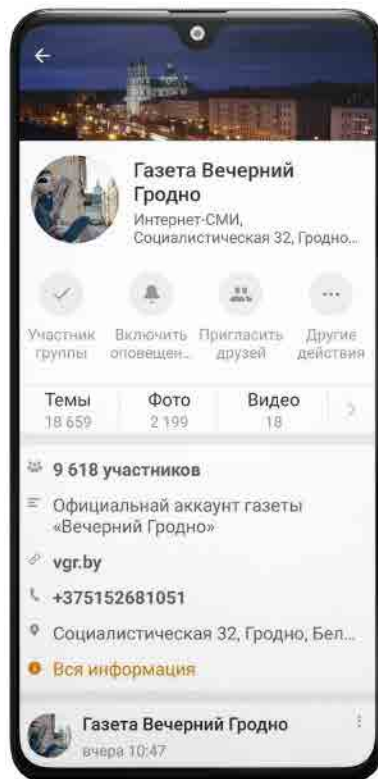 Газета Вечерний
Гродно
Интернет-СМИ,
Социалистическая 32, Гродно...
Участник
группы
Включить
оповещен...
Пригласить
друзей
Другие
действия
Темы
18 659
Фото
2 199
Видео
18
9 618 участников
Официальнай аккаунт газеты
«Вечерний Гродно»
vgr.by
+375152681051
Социалистическая 32, Гродно, Бел...
Вся информация
Газета Вечерний Гродно
вчера 10:47